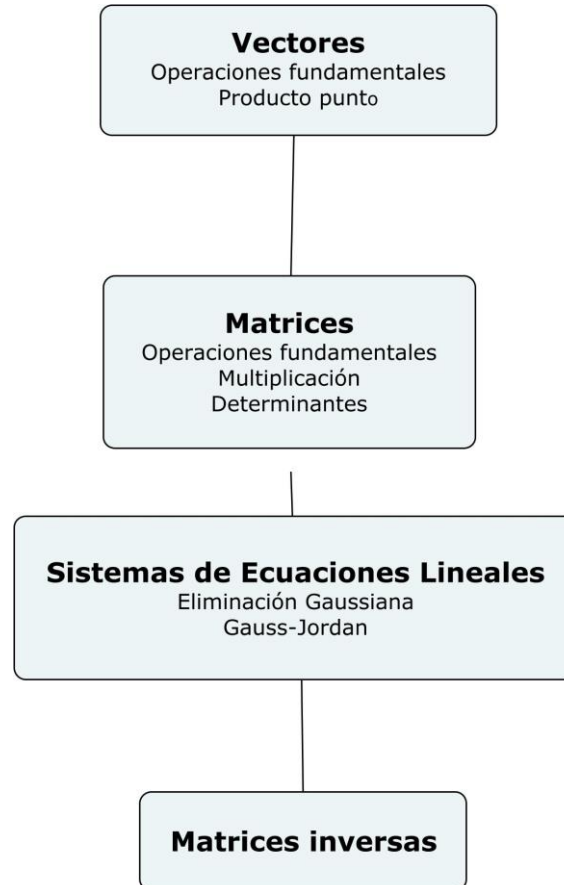 Vectores
Operaciones fundamentales
Producto punto
Matrices
Operaciones fundamentales
Multiplicación
Determinantes
Sistemas de Ecuaciones Lineales
Eliminación Gaussiana
Gauss-Jordan
Matrices inversas